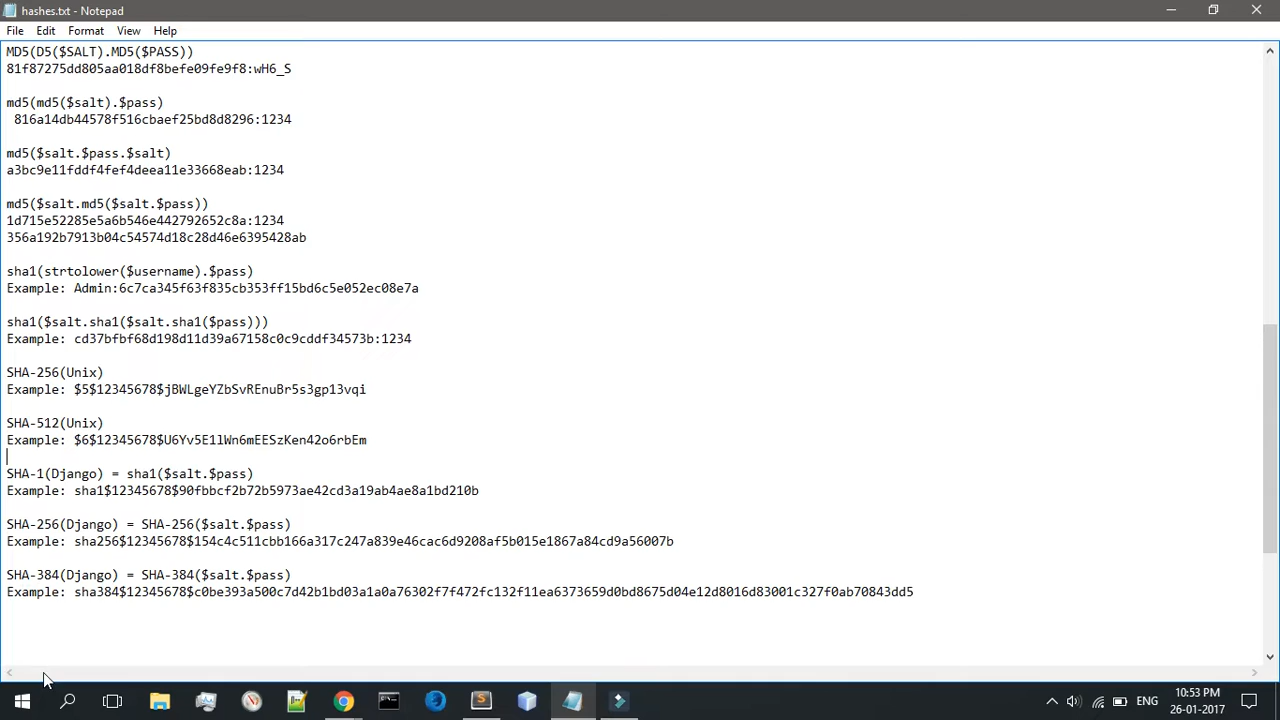 hashes.txt - Notepad
File Edit Format View Help
MD5(D5($SALT).MD5($PASS))
81f87275dd805aa018df8befe09fe9f8:wH6_S
md5(md5($salt).$pass)
816a14db44578f516cbaef25bd8d8296:1234
md5($salt.$pass.$salt)
a3bc9e11fddf4fef4deea11e33668eab:1234
md5($salt.md5($salt.$pass))
1d715e52285e5a6b546e442792652c8a:1234
356a192b7913b04c54574d18c28d46e6395428ab
sha1(strtolower($username).$pass)
Example: Admin:6c7ca345f63f835cb353ff15bd6c5e052ec08e7a
sha1($salt.sha1($salt.sha1($pass)))
Example: cd37bfbf68d198d11d39a67158c0c9cddf34573b:1234
SHA-256(Unix)
Example: $5$12345678$jBWLgeYZbSvREnuBr5s3gp13vqi
SHA-512(Unix)
Example: $6$12345678$U6Yv5E1lWn6mEESzKen42o6rbEm
SHA-1(Django) = sha1($salt.$pass)
Example: sha1$12345678$90fbbcf2b72b5973ae42cd3a19ab4ae8a1bd210b
SHA-256(Django) = SHA-256($salt.$pass)
Example: sha256$12345678$154c4c511cbb166a317c247a839e46cac6d9208af5b015e1867a84cd9a56007b
SHA-384(Django) = SHA-384($salt.$pass)
Example: sha384$12345678$c0be393a500c7d42b1bd03a1a0a76302f7f472fc132f11ea6373659d0bd8675d04e12d8016d83001c327f0ab70843dd5
ENG
10:53 PM
26-01-2017